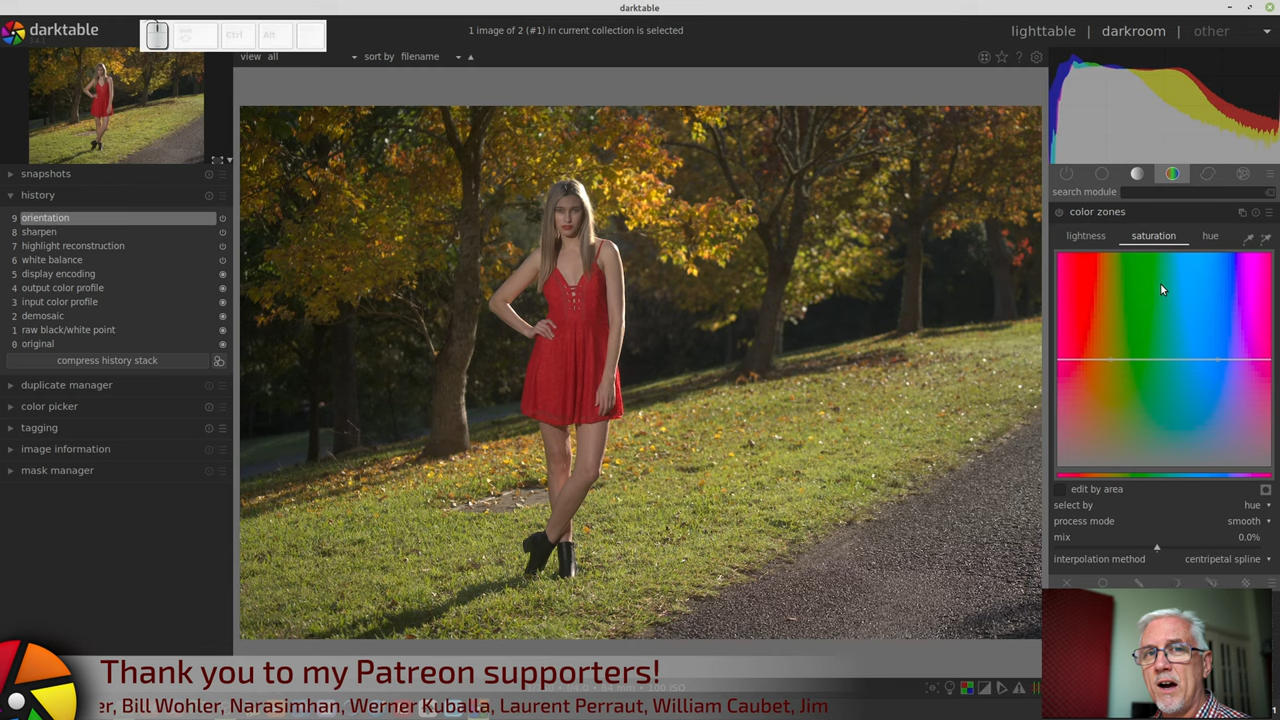 darktable
darktable
3.4.1
Ctrl
Alt
1 image of 2 (#1) in current collection is selected
lighttable | darkroom | other
view all
sort by filename
snapshots
history
9 orientation
8 sharpen
7 highlight reconstruction
6 white balance
5 display encoding
4 output color profile
3 input color profile
2 demosaic
1 raw black/white point
0 original
compress history stack
duplicate manager
color picker
tagging
image information
mask manager
search module
color zones
lightness
saturation
hue
edit by area
select by hue
process mode smooth
mix 0.0%
interpolation method centripetal spline
Thank you to my Patreon supporters!
er, Bill Wohler, Narasimhan, Werner Kuballa, Laurent Perraut, William Caubet, Jim